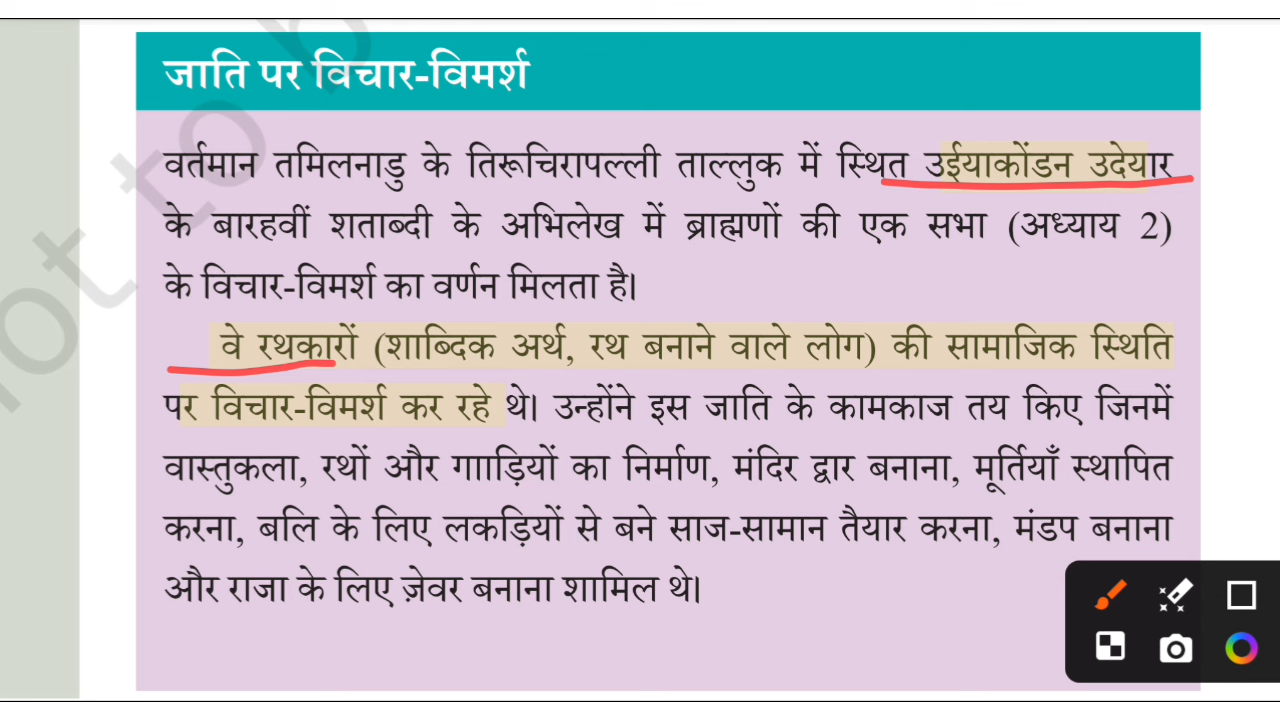 जाति पर विचार-विमर्श
वर्तमान तमिलनाडु के तिरूचिरापल्ली ताल्लुक में स्थित उईयाकोंडन उदेयार
के बारहवीं शताब्दी के अभिलेख में ब्राह्मणों की एक सभा (अध्याय 2)
के विचार-विमर्श का वर्णन मिलता है।
वे रथकारों (शाब्दिक अर्थ, रथ बनाने वाले लोग) की सामाजिक स्थिति
पर विचार-विमर्श कर रहे थे। उन्होंने इस जाति के कामकाज तय किए जिनमें
वास्तुकला, रथों और गााड़ियों का निर्माण, मंदिर द्वार बनाना, मूर्तियाँ स्थापित
करना, बलि के लिए लकड़ियों से बने साज-सामान तैयार करना, मंडप बनाना
और राजा के लिए ज़ेवर बनाना शामिल थे।
not to b